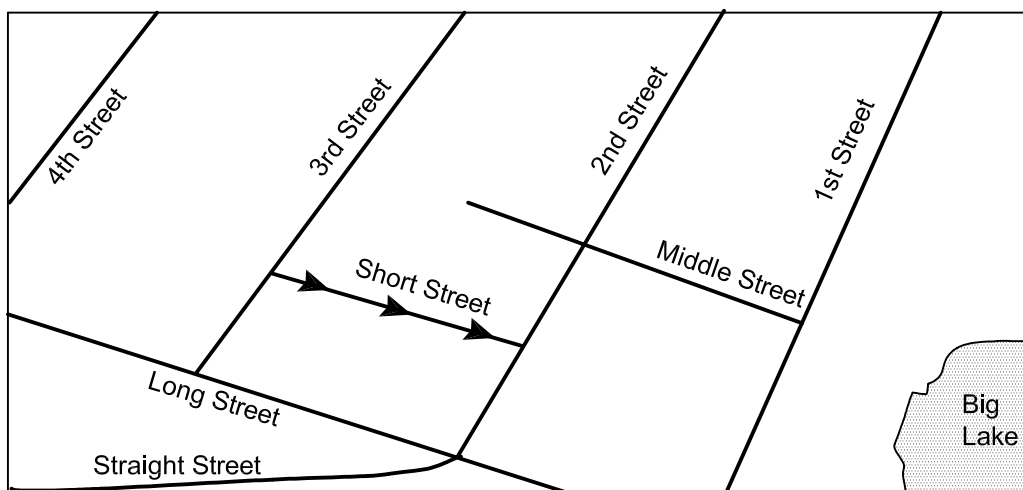 4th Street
3rd Street
2nd Street
1st Street
Middle Street
Short Street
Long Street
Straight Street
Big
Lake